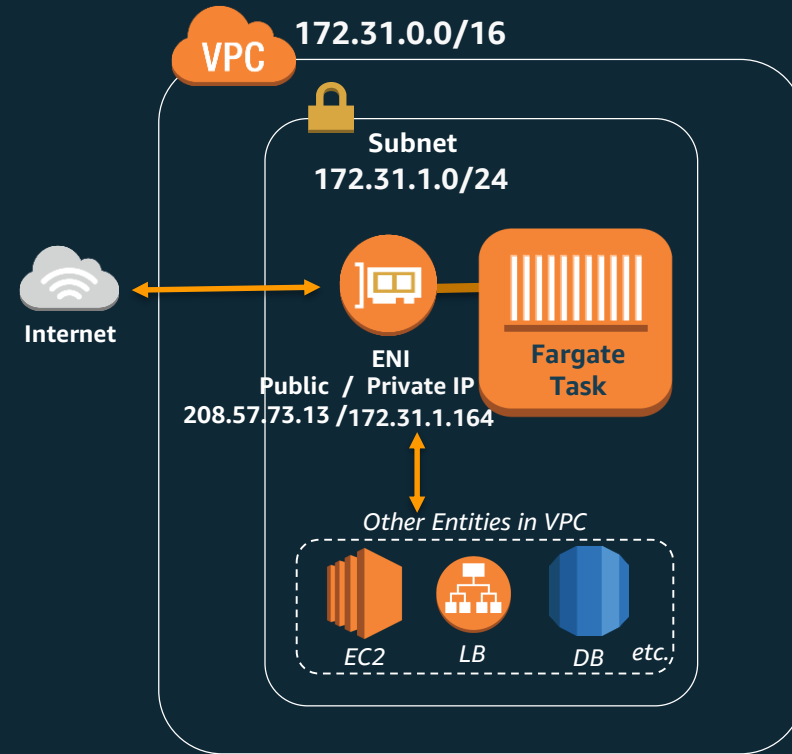 VPC
172.31.0.0/16
Subnet
172.31.1.0/24
Internet
ENI
Public / Private IP
208.57.73.13 /172.31.1.164
Fargate
Task
Other Entities in VPC
EC2
LB
DB
etc.